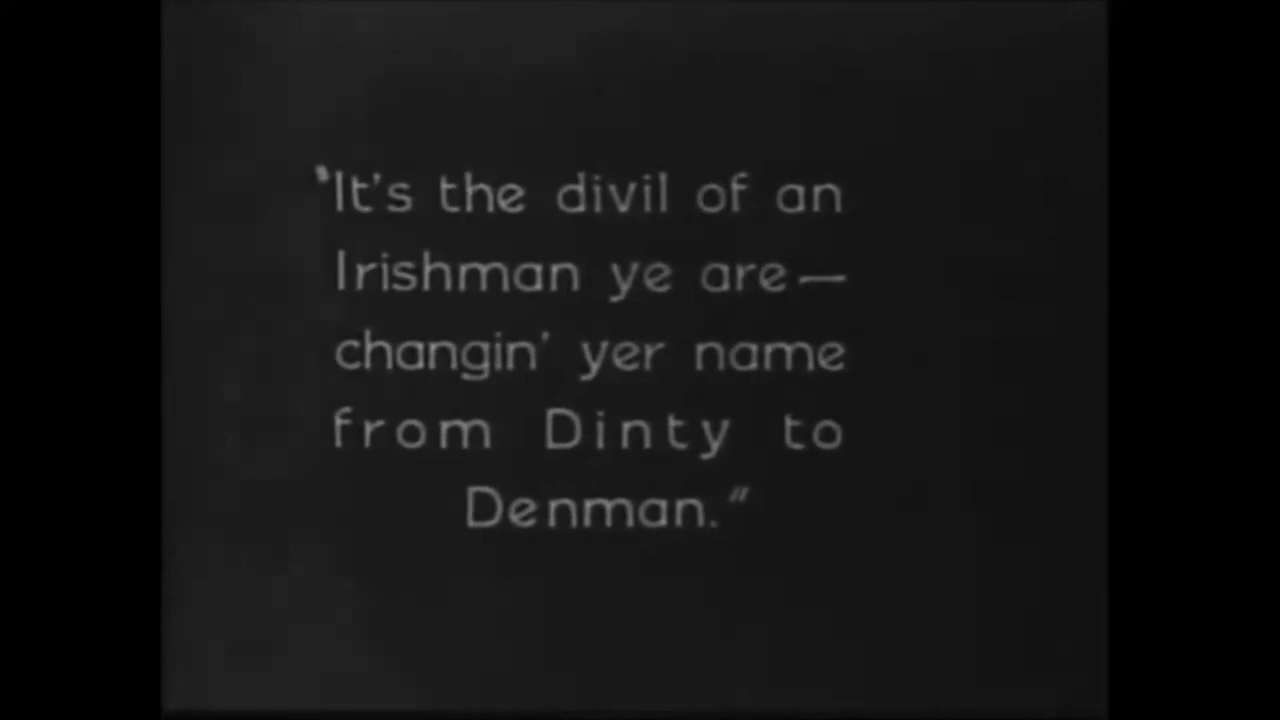 "It's the divil of an
Irishman ye are—
changin' yer name
from Dinty to
Denman."